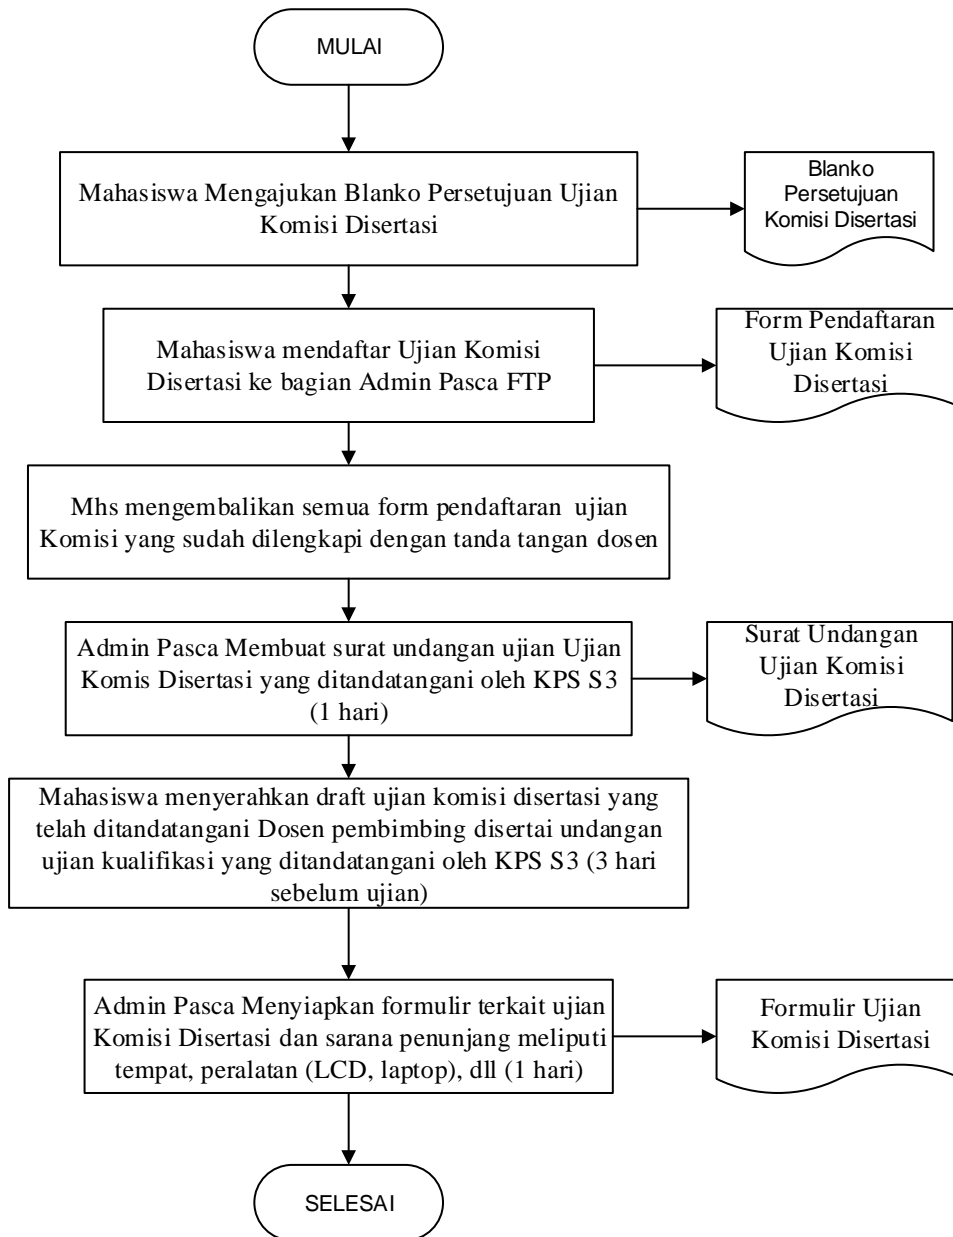 MULAI
Mahasiswa Mengajukan Blanko Persetujuan Ujian
Komisi Disertasi
Blanko
Persetujuan
Komisi Disertasi
Mahasiswa mendaftar Ujian Komisi
Disertasi ke bagian Admin Pasca FTP
Form Pendaftaran
Ujian Komisi
Disertasi
Mhs mengembalikan semua form pendaftaran ujian
Komisi yang sudah dilengkapi dengan tanda tangan dosen
Admin Pasca Membuat surat undangan ujian Ujian
Komis Disertasi yang ditandatangani oleh KPS S3
(1 hari)
Surat Undangan
Ujian Komisi
Disertasi
Mahasiswa menyerahkan draft ujian komisi disertasi yang
telah ditandatangani Dosen pembimbing disertai undangan
ujian kualifikasi yang ditandatangani oleh KPS S3 (3 hari
sebelum ujian)
Admin Pasca Menyiapkan formulir terkait ujian
Komisi Disertasi dan sarana penunjang meliputi
tempat, peralatan (LCD, laptop), dll (1 hari)
Formulir Ujian
Komisi Disertasi
SELESAI